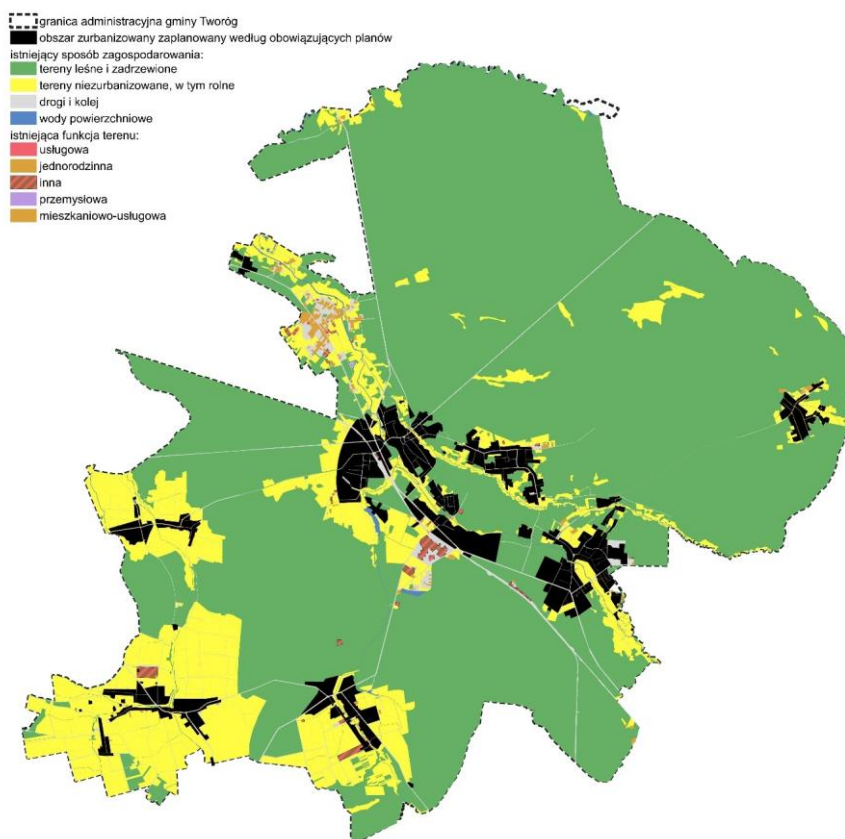 granica administracyjna gminy Tworóg
obszar zurbanizowany zaplanowany według obowiązujących planów
istniejący sposób zagospodarowania:
tereny leśne i zadrzewione
tereny niezurbanizowane, w tym rolne
drogi i kolej
wody powierzchniowe
istniejąca funkcja terenu:
usługowa
jednorodzinna
inna
przemysłowa
mieszkaniowo-usługowa